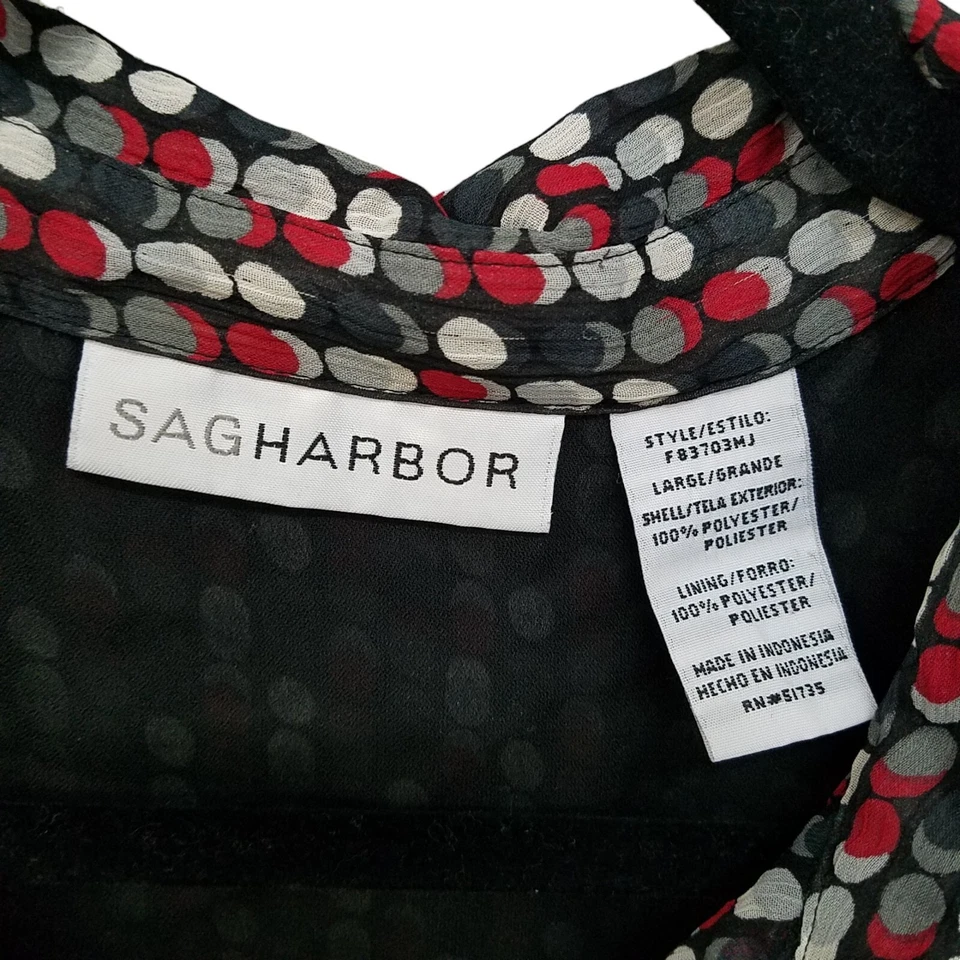 SAGHARBOR
STYLE/ESTILO:
F83703MJ
LARGE/GRANDE
SHELL/TELA EXTERIOR:
100% POLYESTER/
POLIESTER
LINING/FORRO:
100% POLYESTER/
POLIESTER
MADE IN INDONESIA
HECHO EN INDONESIA
RN#51735